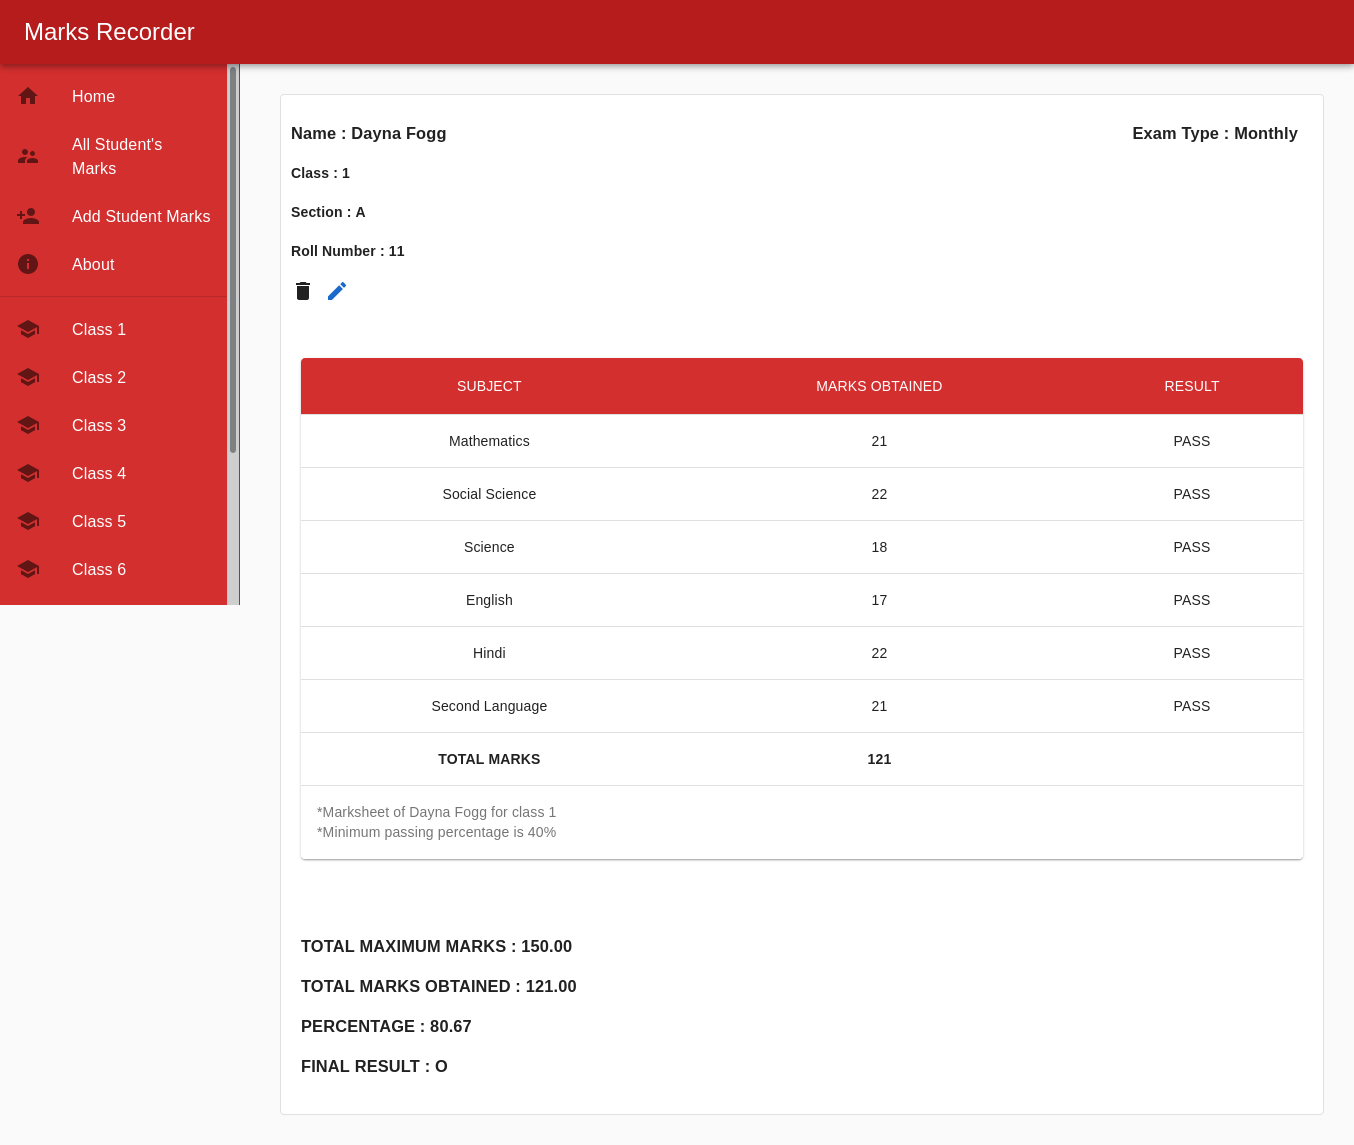 Marks Recorder
Home
All Student's
Marks
Add Student Marks
About
Class 1
Class 2
Class 3
Class 4
Class 5
Class 6
Name : Dayna Fogg
Exam Type : Monthly
Class : 1
Section : A
Roll Number : 11
SUBJECT MARKS OBTAINED RESULT
Mathematics 21 PASS
Social Science 22 PASS
Science 18 PASS
English 17 PASS
Hindi 22 PASS
Second Language 21 PASS
TOTAL MARKS 121
*Marksheet of Dayna Fogg for class 1
*Minimum passing percentage is 40%
TOTAL MAXIMUM MARKS : 150.00
TOTAL MARKS OBTAINED : 121.00
PERCENTAGE : 80.67
FINAL RESULT : O